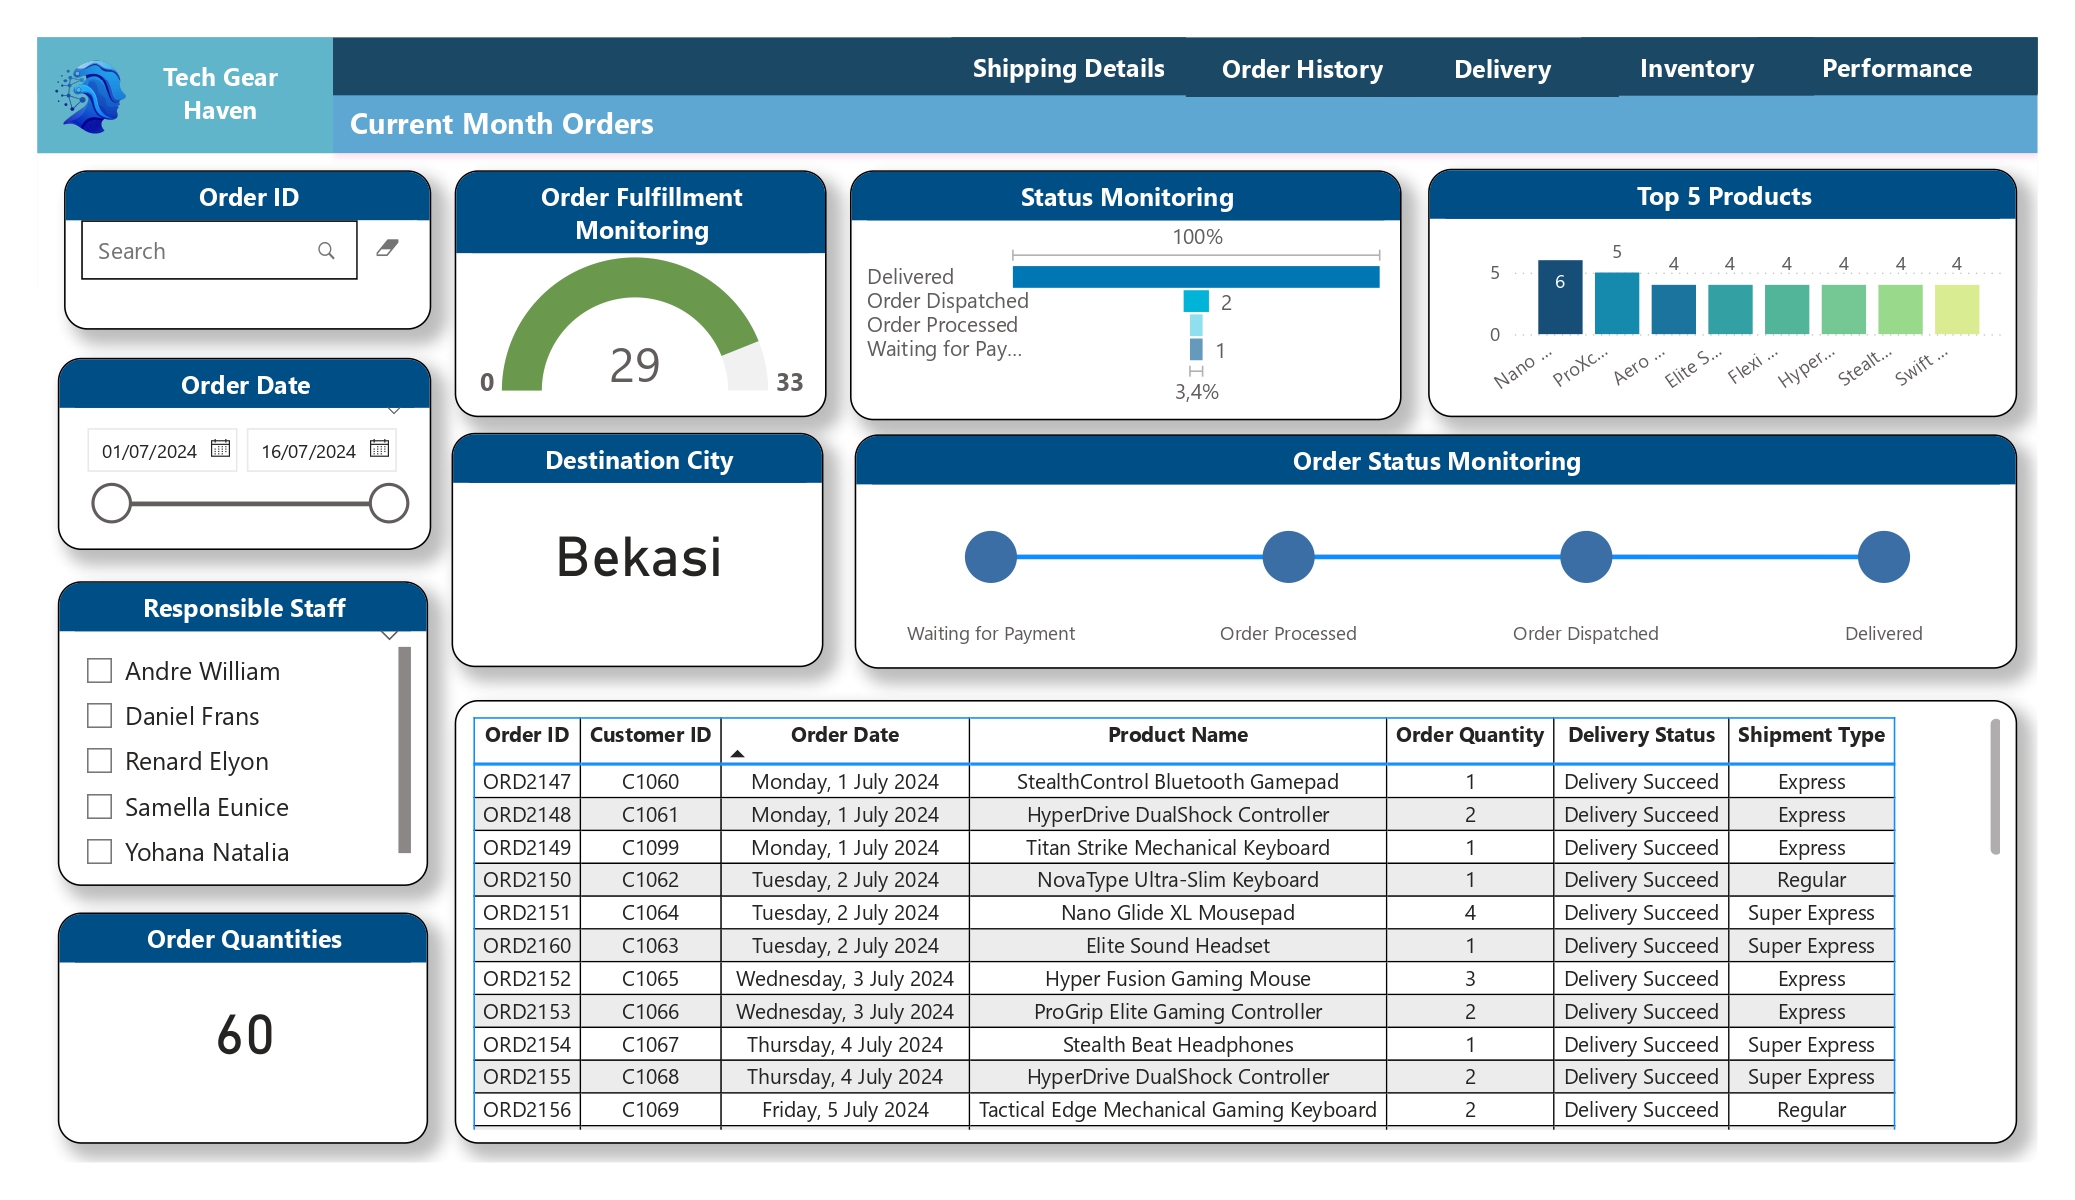 Tech Gear
Haven
Shipping Details
Order History
Delivery
Inventory
Performance
Current Month Orders
Order ID
Search
Order Date
01/07/2024
16/07/2024
Responsible Staff
Andre William
Daniel Frans
Renard Elyon
Samella Eunice
Yohana Natalia
Order Quantities
60
Order Fulfillment
Monitoring
29
0
33
Status Monitoring
100%
Delivered
Order Dispatched 2
Order Processed
Waiting for Pay... 1
3,4%
Top 5 Products
5
0
6 5 4 4 4 4 4 4
Nano ... ProXc... Aero ... Elite S... Flexi ... Hyper... Stealt... Swift ...
Destination City
Bekasi
Order Status Monitoring
Waiting for Payment Order Processed Order Dispatched Delivered
Order ID Customer ID Order Date Product Name Order Quantity Delivery Status Shipment Type
ORD2147 C1060 Monday, 1 July 2024 StealthControl Bluetooth Gamepad 1 Delivery Succeed Express
ORD2148 C1061 Monday, 1 July 2024 HyperDrive DualShock Controller 2 Delivery Succeed Express
ORD2149 C1099 Monday, 1 July 2024 Titan Strike Mechanical Keyboard 1 Delivery Succeed Express
ORD2150 C1062 Tuesday, 2 July 2024 NovaType Ultra-Slim Keyboard 1 Delivery Succeed Regular
ORD2151 C1064 Tuesday, 2 July 2024 Nano Glide XL Mousepad 4 Delivery Succeed Super Express
ORD2160 C1063 Tuesday, 2 July 2024 Elite Sound Headset 1 Delivery Succeed Super Express
ORD2152 C1065 Wednesday, 3 July 2024 Hyper Fusion Gaming Mouse 3 Delivery Succeed Express
ORD2153 C1066 Wednesday, 3 July 2024 ProGrip Elite Gaming Controller 2 Delivery Succeed Express
ORD2154 C1067 Thursday, 4 July 2024 Stealth Beat Headphones 1 Delivery Succeed Super Express
ORD2155 C1068 Thursday, 4 July 2024 HyperDrive DualShock Controller 2 Delivery Succeed Super Express
ORD2156 C1069 Friday, 5 July 2024 Tactical Edge Mechanical Gaming Keyboard 2 Delivery Succeed Regular